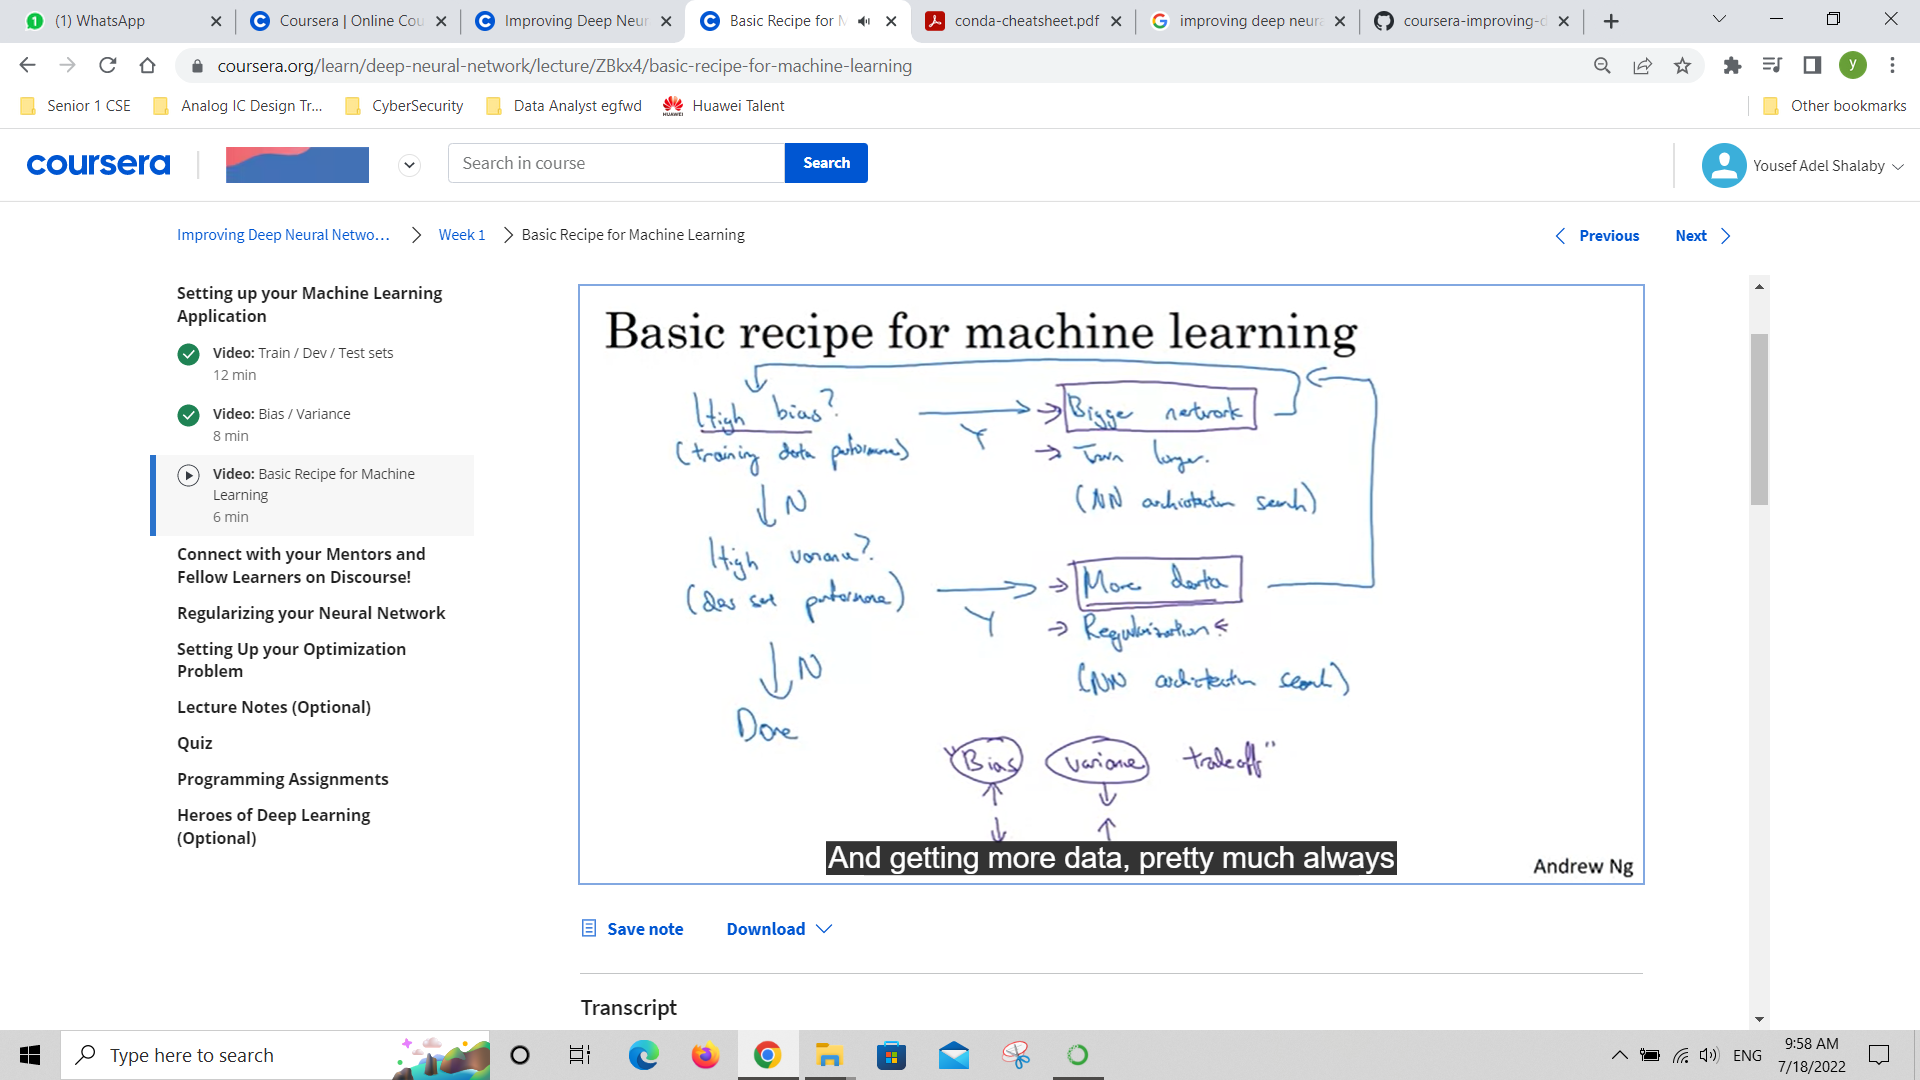 (1) WhatsApp
Coursera | Online Cou
Improving Deep Neur
Basic Recipe for M
conda-cheatsheet.pdf
improving deep neura
coursera-improving-d
coursera.org/learn/deep-neural-network/lecture/ZBkx4/basic-recipe-for-machine-learning
y
Senior 1 CSE
Analog IC Design Tr...
CyberSecurity
Data Analyst egfwd
HUAWEI
Huawei Talent
Other bookmarks
coursera
Search in course
Search
Yousef Adel Shalaby
Improving Deep Neural Netwo...
Week 1
Basic Recipe for Machine Learning
Previous
Next
Setting up your Machine Learning
Application
Video: Train / Dev / Test sets
12 min
Video: Bias / Variance
8 min
Video: Basic Recipe for Machine
Learning
6 min
Connect with your Mentors and
Fellow Learners on Discourse!
Regularizing your Neural Network
Setting Up your Optimization
Problem
Lecture Notes (Optional)
Quiz
Programming Assignments
Heroes of Deep Learning
(Optional)
Basic recipe for machine learning
High bias?
(training data performance)
Y
Bigger network
Train longer.
(NN architecture search)
N
High variance?
(dev set performance)
Y
More data
Regularization
(NN architecture search)
N
Done
"Bias variance tradeoff"
And getting more data, pretty much always
Andrew Ng
Save note
Download
Transcript
Type here to search
ENG
9:58 AM
7/18/2022